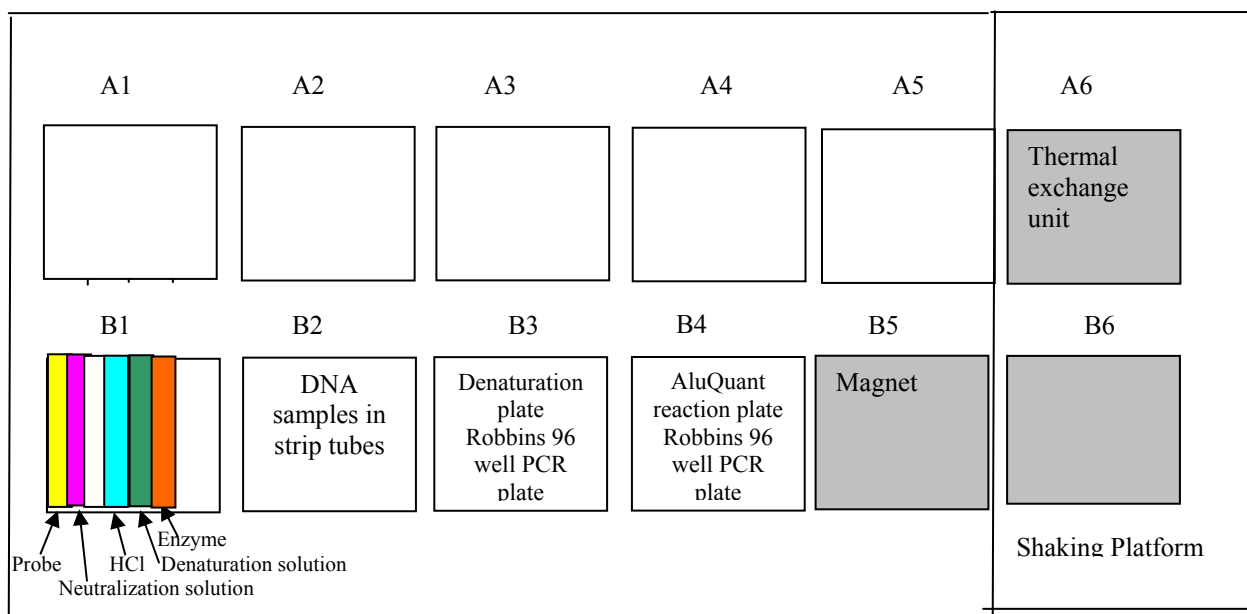 A1 A2 A3 A4 A5 A6
Thermal
exchange
unit
B1 B2 B3 B4 B5 B6
DNA
samples in
strip tubes
Denaturation
plate
Robbins 96
well PCR
plate
AluQuant
reaction plate
Robbins 96
well PCR
plate
Magnet
Enzyme
Probe HCl Denaturation solution
Neutralization solution
Shaking Platform